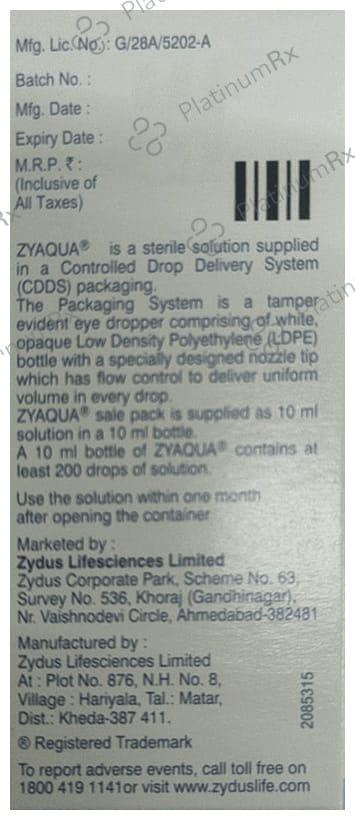 Mfg. Lic. No. : G/28A/5202-A
Batch No. :
Mfg. Date :
Expiry Date :
M.R.P. ₹ :
(Inclusive of
All Taxes)
ZYAQUA® is a sterile solution supplied
in a Controlled Drop Delivery System
(CDDS) packaging.
The Packaging System is a tamper
evident eye dropper comprising of white,
opaque Low Density Polyethylene (LDPE)
bottle with a specially designed nozzle tip
which has flow control to deliver uniform
volume in every drop.
ZYAQUA® sale pack is supplied as 10 ml
solution in a 10 ml bottle.
A 10 ml bottle of ZYAQUA® contains at
least 200 drops of solution.
Use the solution within one month
after opening the container
Marketed by :
Zydus Lifesciences Limited
Zydus Corporate Park, Scheme No. 63,
Survey No. 536, Khoraj (Gandhinagar),
Nr. Vaishnodevi Circle, Ahmedabad-382481
Manufactured by :
Zydus Lifesciences Limited
At : Plot No. 876, N.H. No. 8,
Village : Hariyala, Tal.: Matar,
Dist.: Kheda-387 411.
2085315
® Registered Trademark
To report adverse events, call toll free on
1800 419 1141or visit www.zyduslife.com
PlatinumRx
PlatinumRx
PlatinumRx